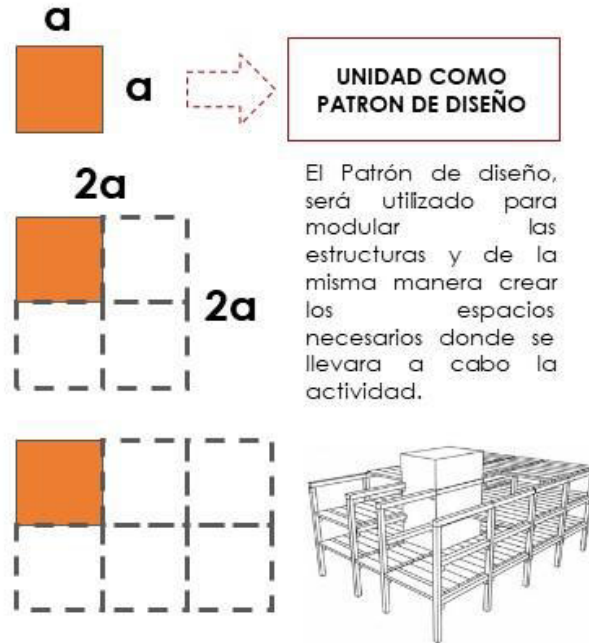 a
a
UNIDAD COMO
PATRON DE DISEÑO
2a
2a
El Patrón de diseño,
será utilizado para
modular las
estructuras y de la
misma manera crear
los espacios
necesarios donde se
llevara a cabo la
actividad.